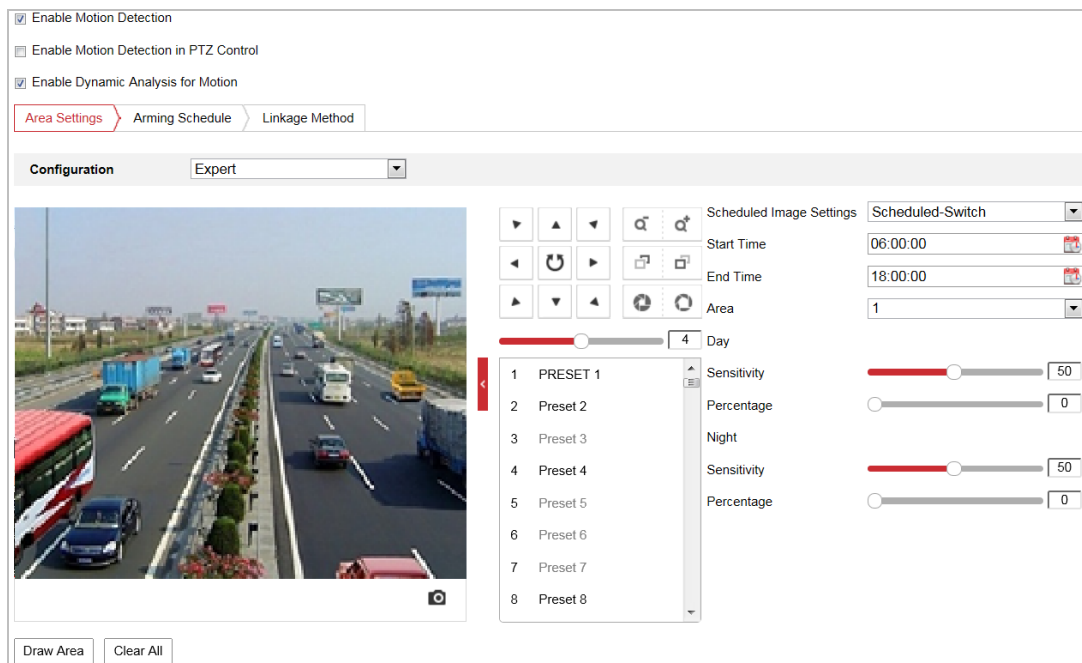 Enable Motion Detection
Enable Motion Detection in PTZ Control
Enable Dynamic Analysis for Motion
Area Settings Arming Schedule Linkage Method
Configuration Expert
Scheduled Image Settings Scheduled-Switch
Start Time 06:00:00
End Time 18:00:00
Area 1
4 Day
Sensitivity 50
Percentage 0
Night
Sensitivity 50
Percentage 0
1 PRESET 1
2 Preset 2
3 Preset 3
4 Preset 4
5 Preset 5
6 Preset 6
7 Preset 7
8 Preset 8
Draw Area Clear All